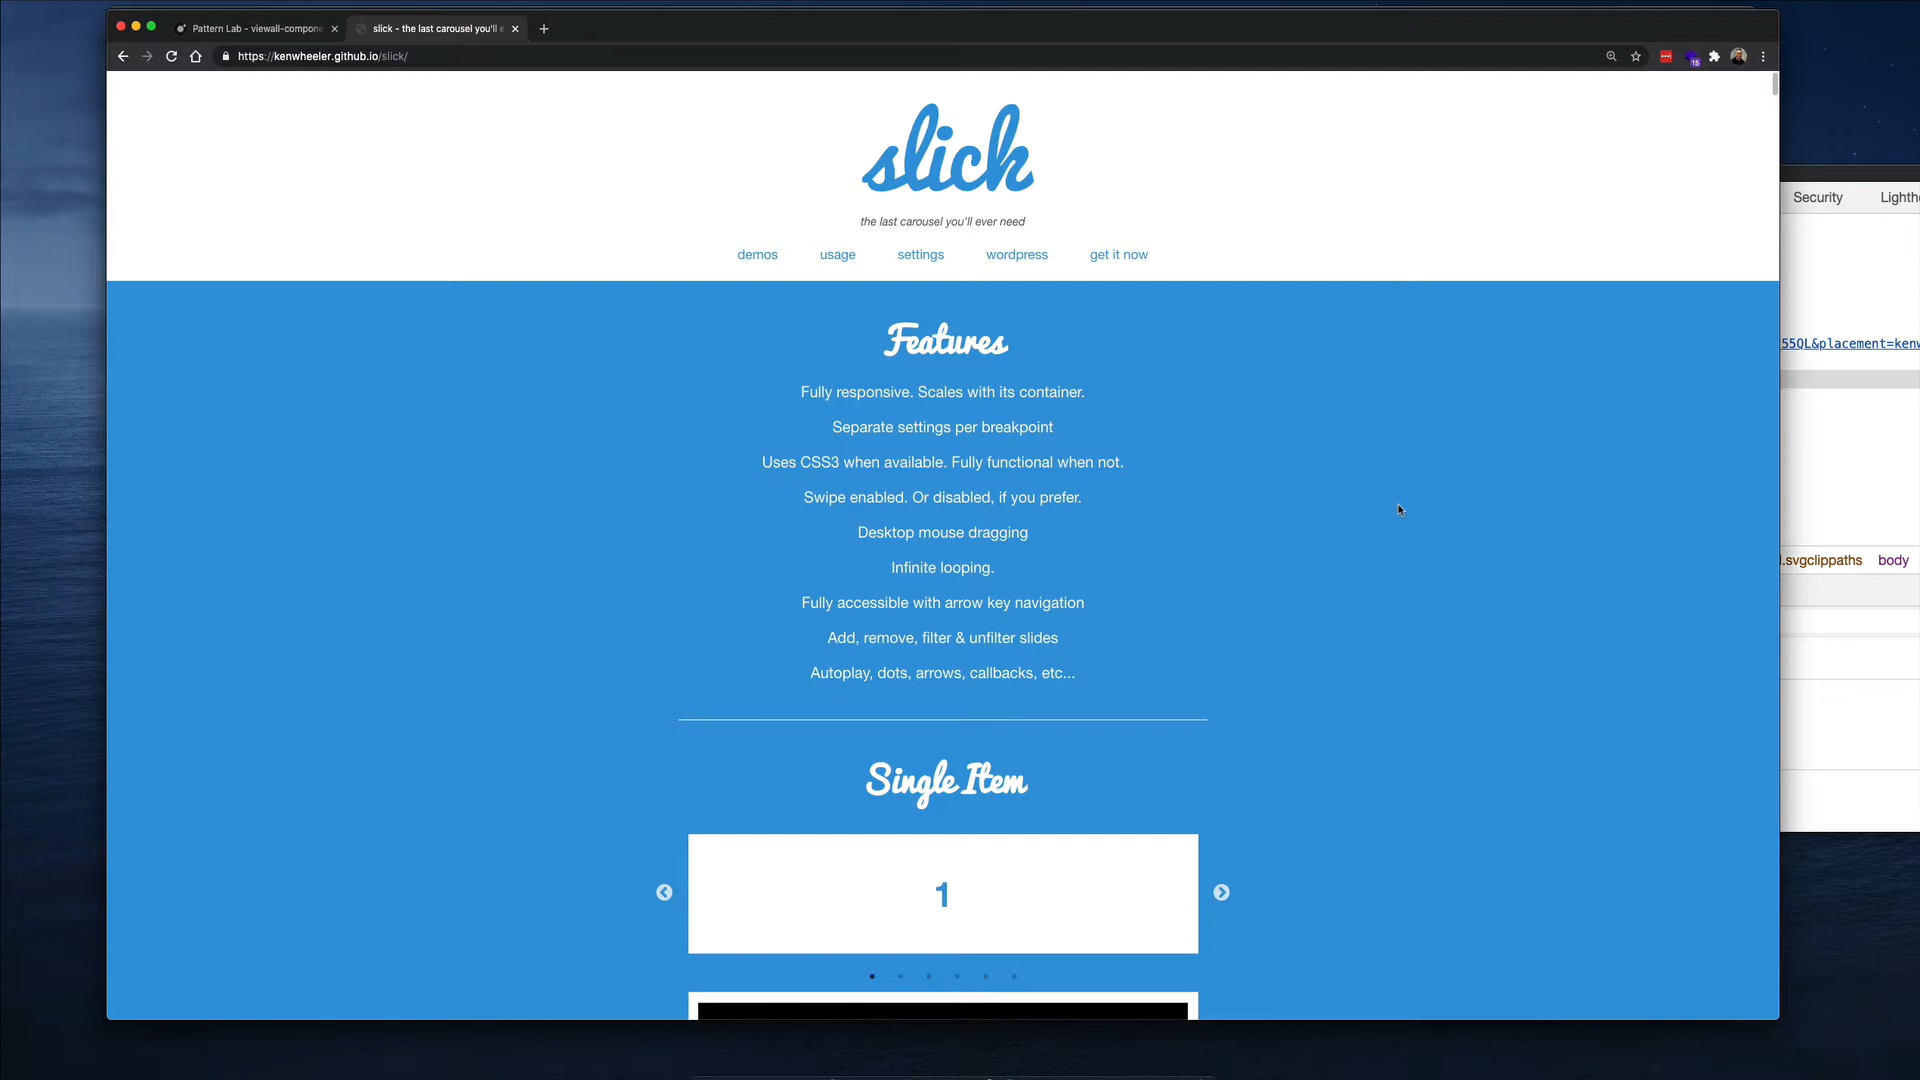 Pattern Lab - viewall-compone
slick - the last carousel you'll e
https://kenwheeler.github.io/slick/
15
slick
the last carousel you'll ever need
demos usage settings wordpress get it now
Features
Fully responsive. Scales with its container.
Separate settings per breakpoint
Uses CSS3 when available. Fully functional when not.
Swipe enabled. Or disabled, if you prefer.
Desktop mouse dragging
Infinite looping.
Fully accessible with arrow key navigation
Add, remove, filter & unfilter slides
Autoplay, dots, arrows, callbacks, etc...
Single Item
1
Security Lighth
55QL&placement=kenw
l.svgclippaths body